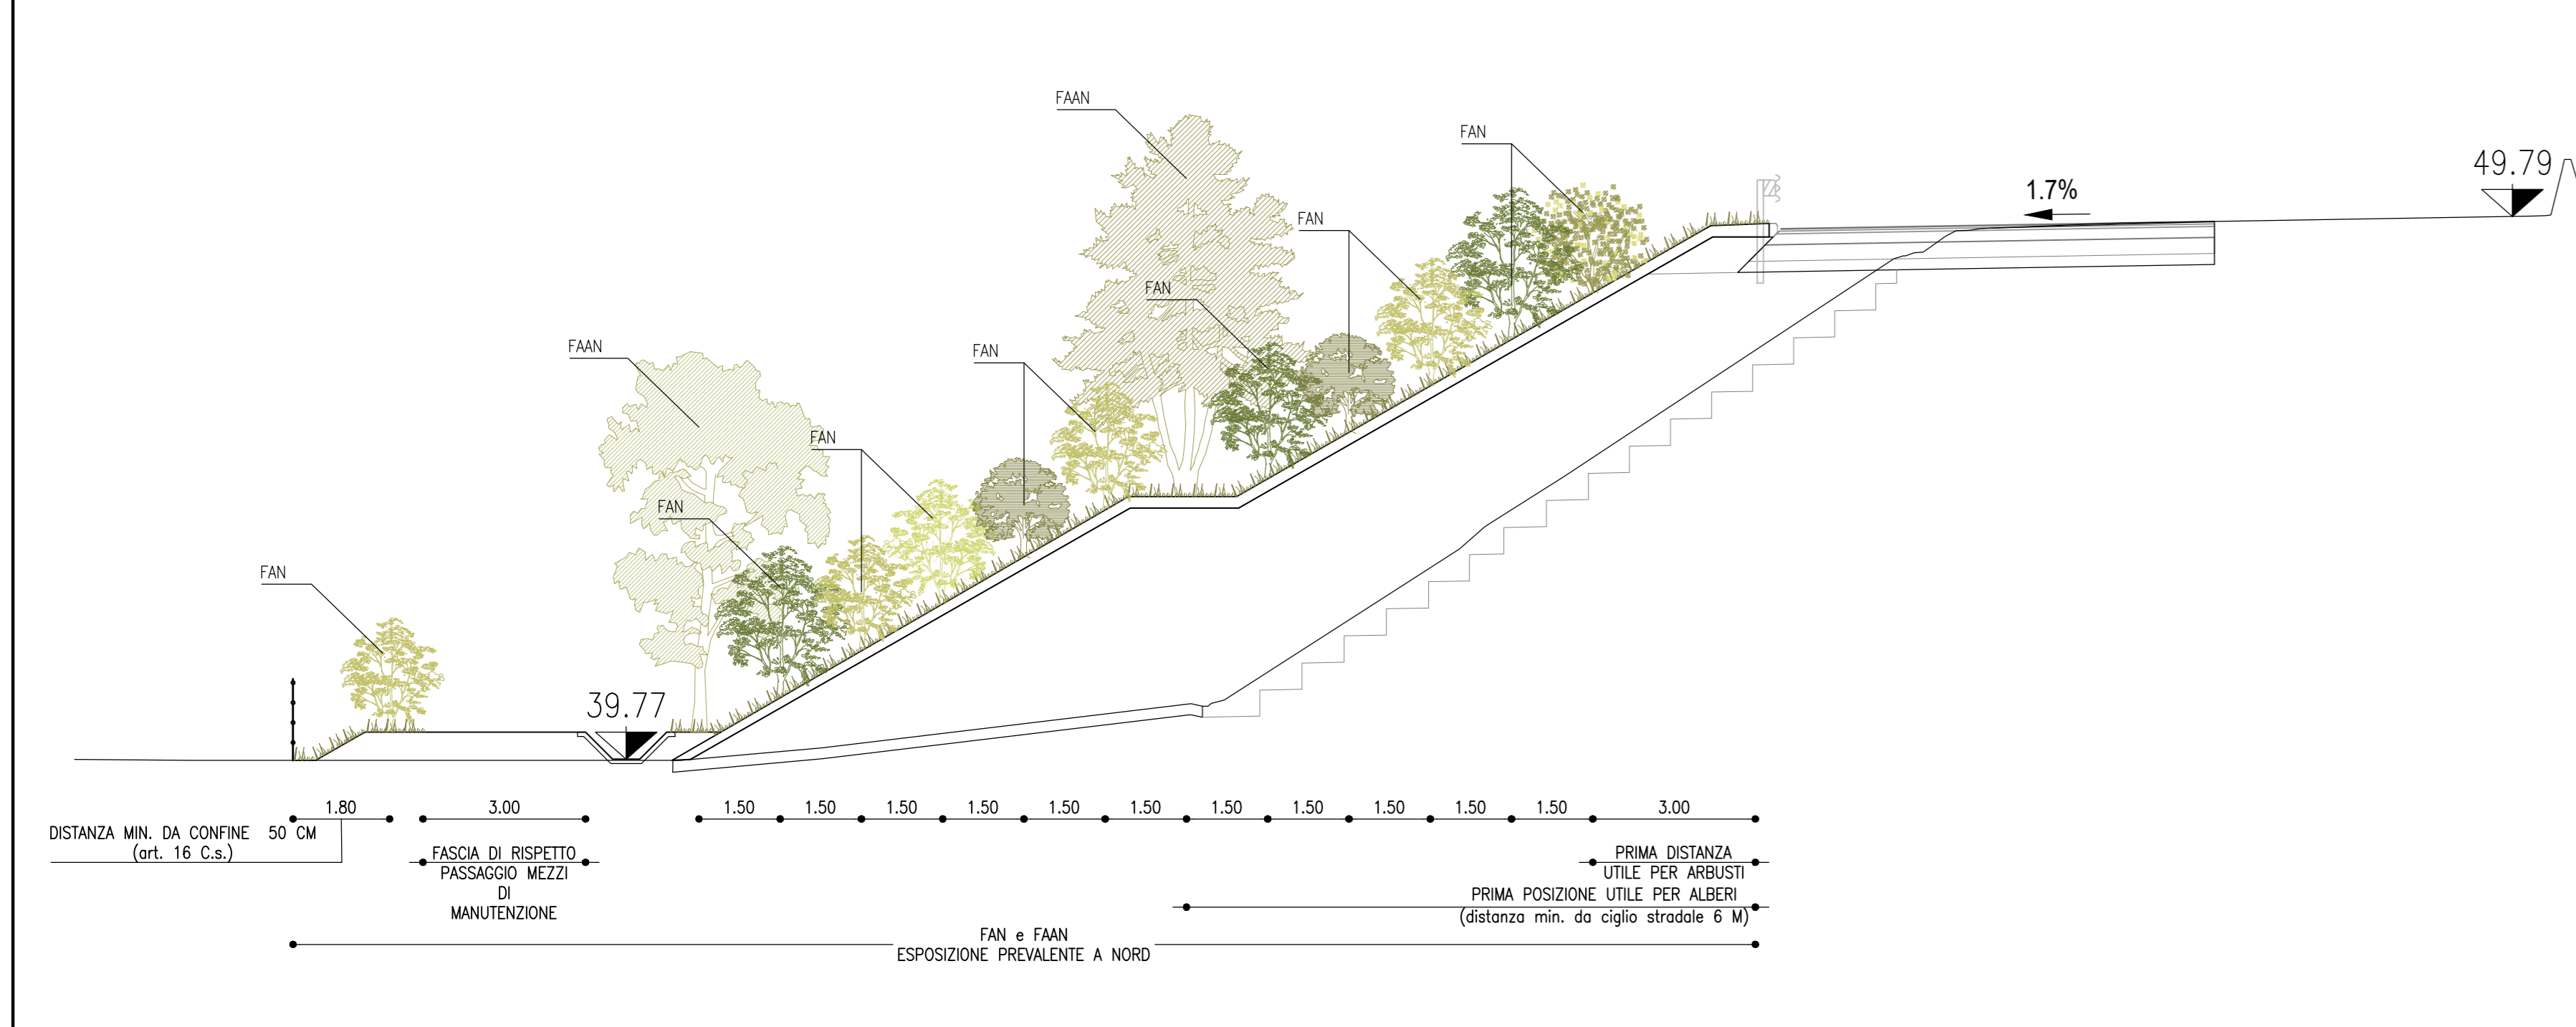 FAAN
FAN
49.79
1.7%
FAN
FAN
FAAN
FAN
FAN
FAN
FAN
39.77
1.80
3.00
1.50
1.50
1.50
1.50
1.50
1.50
1.50
1.50
1.50
1.50
1.50
3.00
DISTANZA MIN. DA CONFINE 50 CM
(art. 16 C.s.)
FASCIA DI RISPETTO
PASSAGGIO MEZZI
DI
MANUTENZIONE
PRIMA DISTANZA
UTILE PER ARBUSTI
PRIMA POSIZIONE UTILE PER ALBERI
(distanza min. da ciglio stradale 6 M)
FAN e FAAN
ESPOSIZIONE PREVALENTE A NORD